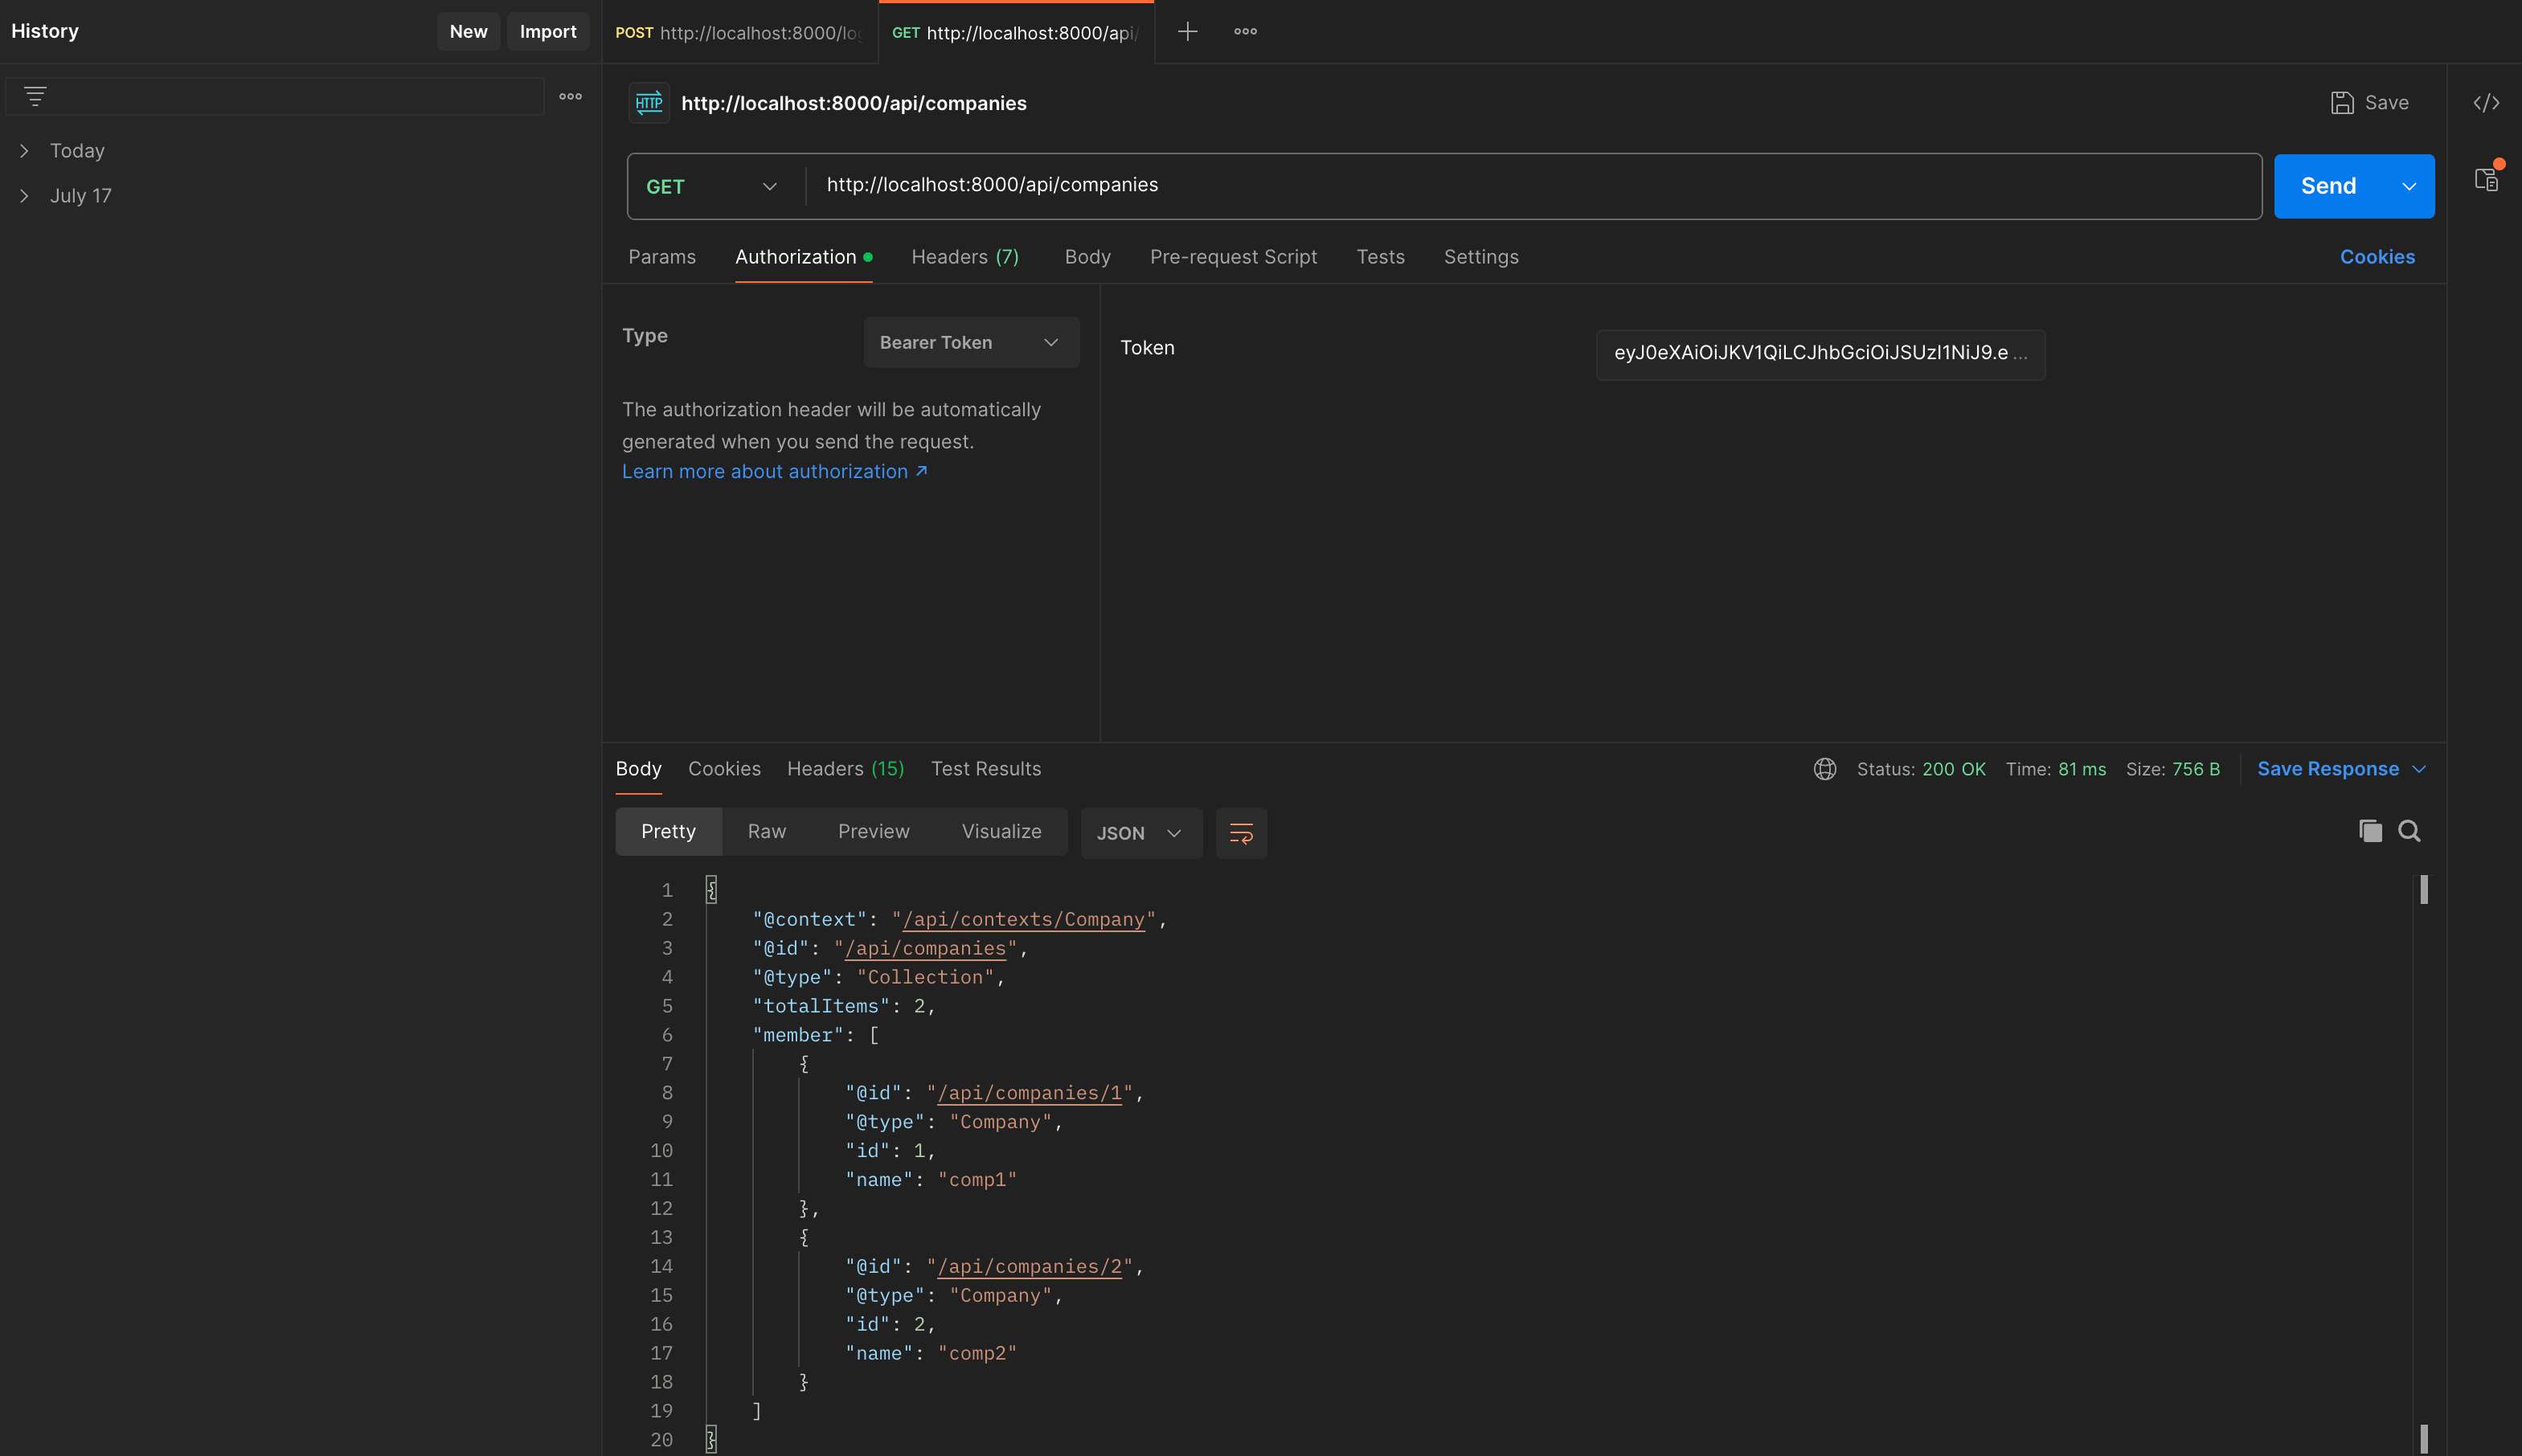 History
New
Import
POST http://localhost:8000/lo
GET http://localhost:8000/api/
HTTP http://localhost:8000/api/companies
Save
Today
July 17
GET
http://localhost:8000/api/companies
Send
Params
Authorization
Headers (7)
Body
Pre-request Script
Tests
Settings
Cookies
Type
Bearer Token
The authorization header will be automatically
generated when you send the request.
Learn more about authorization ↗
Token
eyJ0eXAiOiJKV1QiLCJhbGciOiJSUzI1NiJ9.e ...
Body
Cookies
Headers (15)
Test Results
Status: 200 OK
Time: 81 ms
Size: 756 B
Save Response
Pretty
Raw
Preview
Visualize
JSON
1 {
2 "@context": "/api/contexts/Company",
3 "@id": "/api/companies",
4 "@type": "Collection",
5 "totalItems": 2,
6 "member": [
7 {
8 "@id": "/api/companies/1",
9 "@type": "Company",
10 "id": 1,
11 "name": "comp1"
12 },
13 {
14 "@id": "/api/companies/2",
15 "@type": "Company",
16 "id": 2,
17 "name": "comp2"
18 }
19 ]
20 }